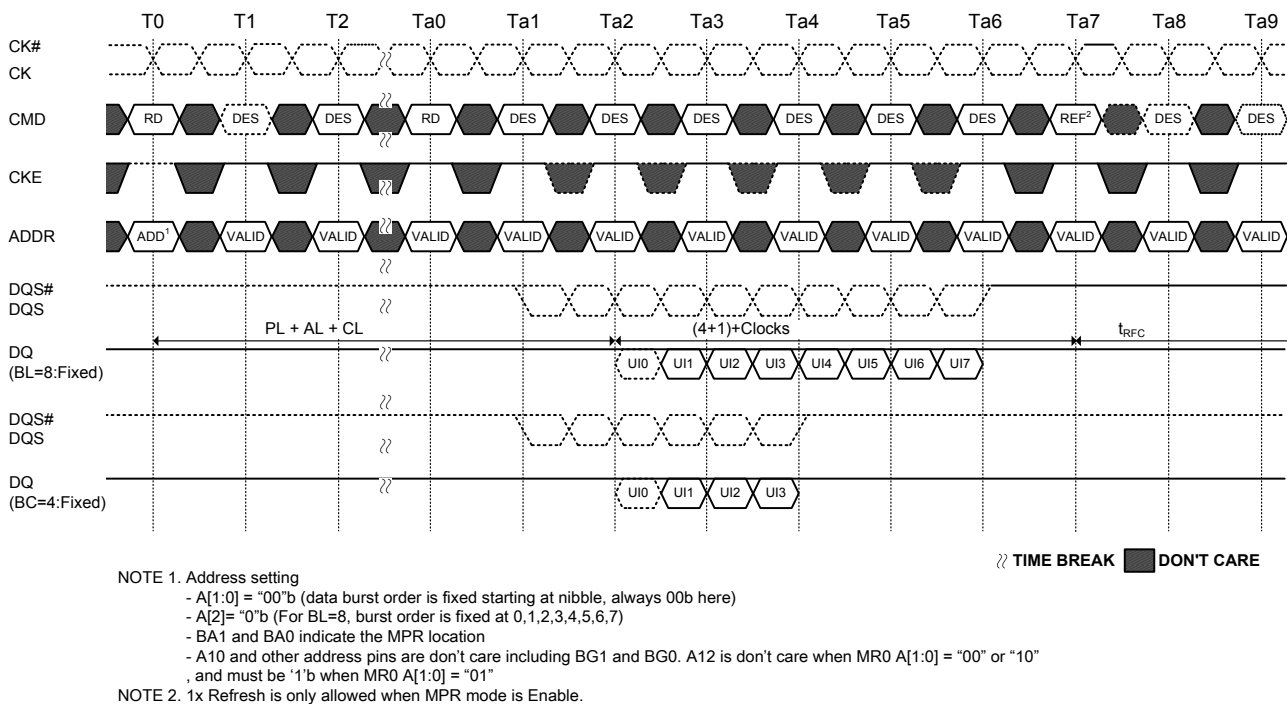 T0 T1 T2 Ta0 Ta1 Ta2 Ta3 Ta4 Ta5 Ta6 Ta7 Ta8 Ta9
CK#
CK
CMD RD DES DES RD DES DES DES DES DES DES REF2 DES DES
CKE
ADDR ADD1 VALID VALID VALID VALID VALID VALID VALID VALID VALID VALID VALID VALID
DQS#
DQS
PL + AL + CL (4+1)+Clocks tRFC
DQ
(BL=8:Fixed) UI0 UI1 UI2 UI3 UI4 UI5 UI6 UI7
DQS#
DQS
DQ
(BC=4:Fixed) UI0 UI1 UI2 UI3
TIME BREAK DON'T CARE
NOTE 1. Address setting
- A[1:0] = “00”b (data burst order is fixed starting at nibble, always 00b here)
- A[2]= “0”b (For BL=8, burst order is fixed at 0,1,2,3,4,5,6,7)
- BA1 and BA0 indicate the MPR location
- A10 and other address pins are don’t care including BG1 and BG0. A12 is don’t care when MR0 A[1:0] = “00” or “10”
, and must be ‘1’b when MR0 A[1:0] = “01”
NOTE 2. 1x Refresh is only allowed when MPR mode is Enable.